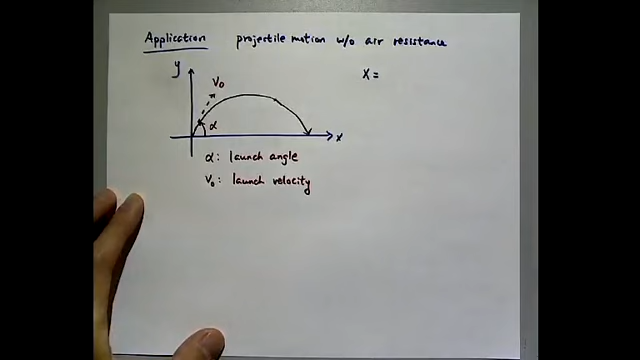 Application projectile motion w/o air resistance
y
V₀
x =
α
x
α: launch angle
V₀: launch velocity